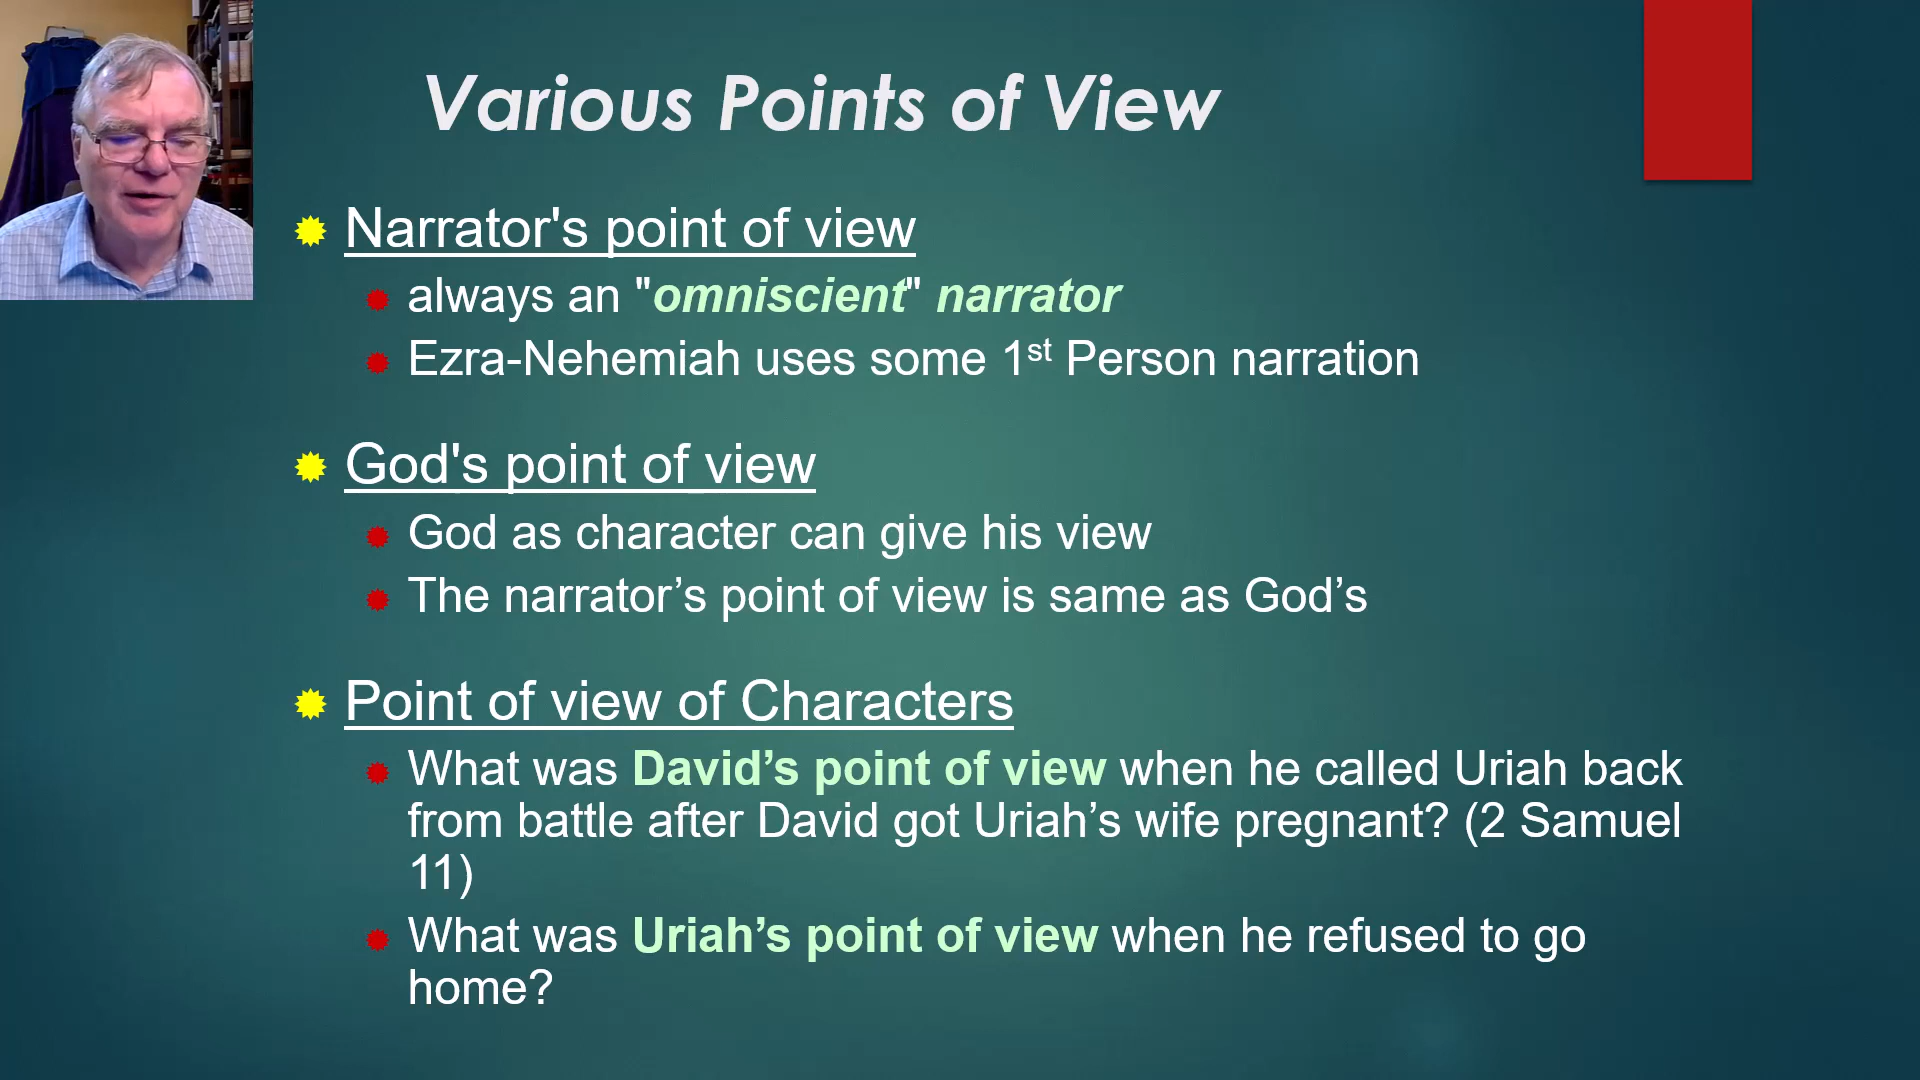 Various Points of View
Narrator's point of view
always an "omniscient" narrator
Ezra-Nehemiah uses some 1st Person narration
God's point of view
God as character can give his view
The narrator’s point of view is same as God’s
Point of view of Characters
What was David’s point of view when he called Uriah back
from battle after David got Uriah’s wife pregnant? (2 Samuel
11)
What was Uriah’s point of view when he refused to go
home?